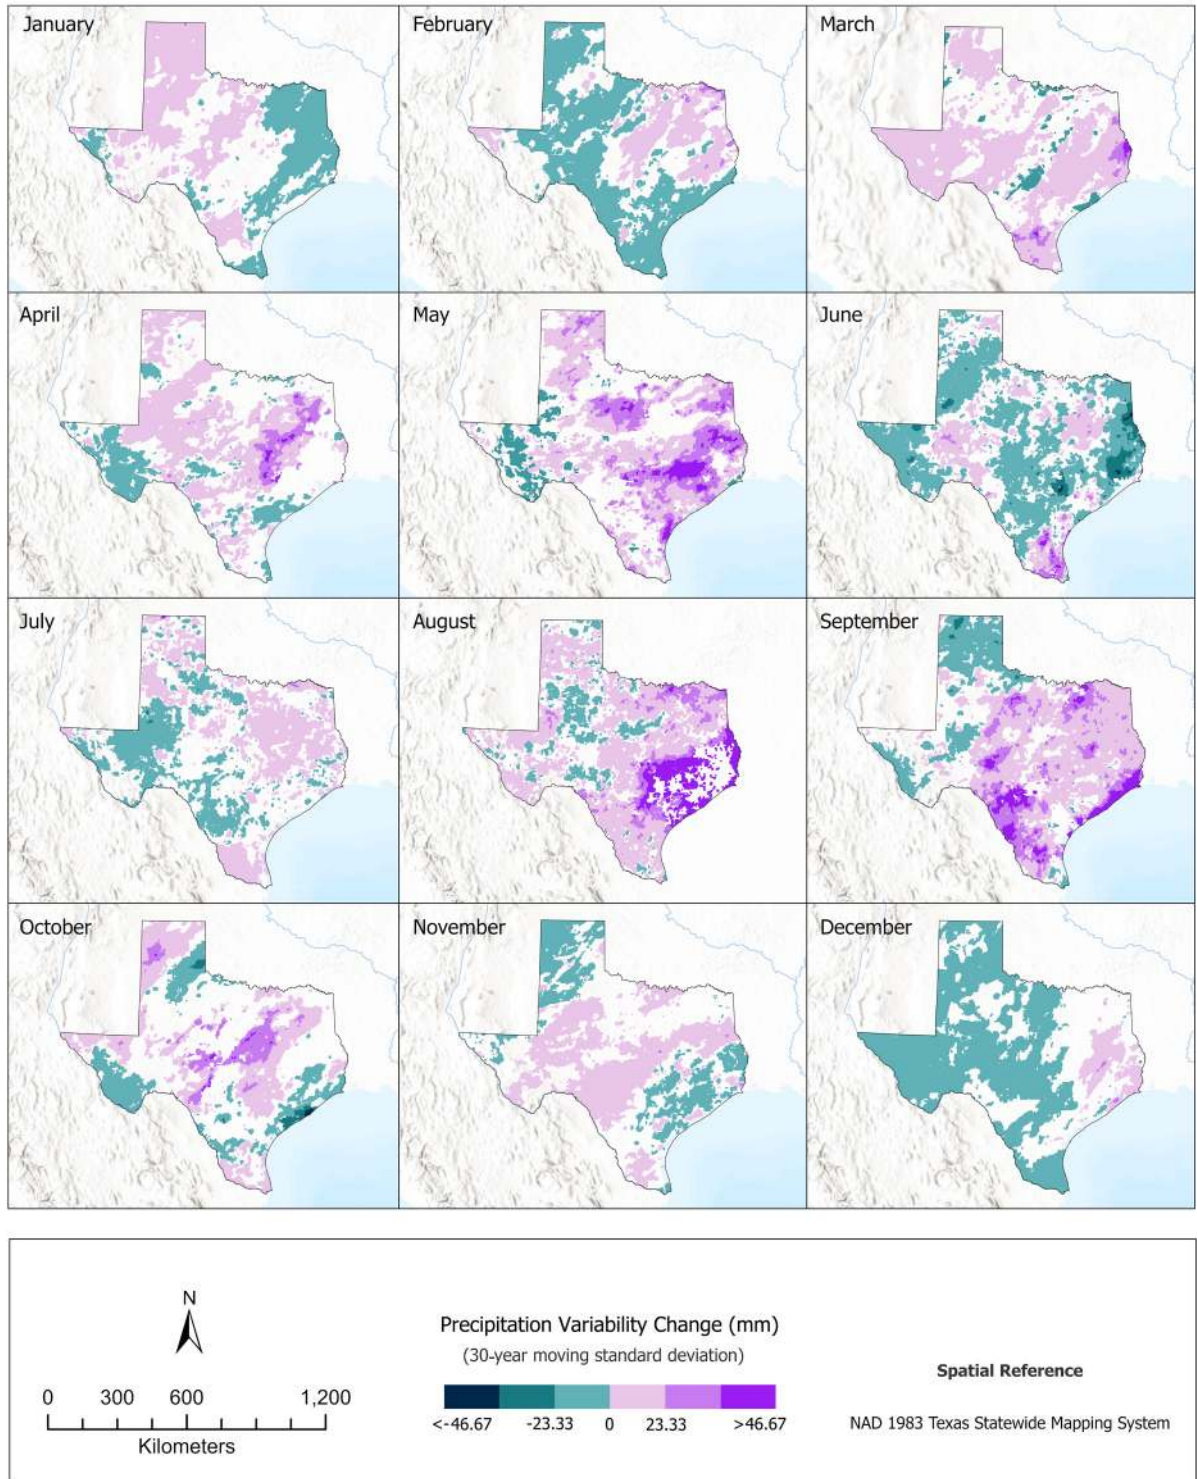 January
February
March
April
May
June
July
August
September
October
November
December
N
0 300 600 1,200
Kilometers
Precipitation Variability Change (mm)
(30-year moving standard deviation)
<-46.67 -23.33 0 23.33 >46.67
Spatial Reference
NAD 1983 Texas Statewide Mapping System